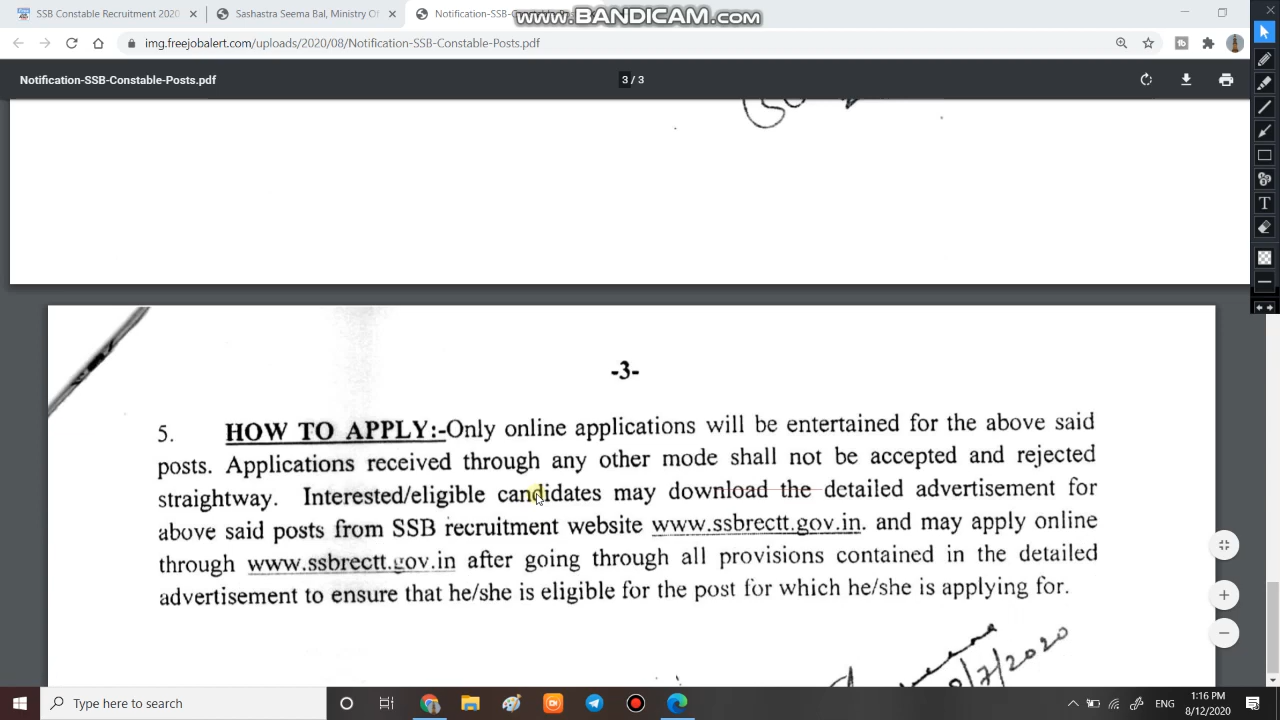 SSB Constable Recruitment 2020
Sashastra Seema Bal, Ministry Of
Notification-SSB-Constable-Pos
www.BANDICAM.com
img.freejobalert.com/uploads/2020/08/Notification-SSB-Constable-Posts.pdf
Notification-SSB-Constable-Posts.pdf
3 / 3
-3-
5. HOW TO APPLY:-Only online applications will be entertained for the above said
posts. Applications received through any other mode shall not be accepted and rejected
straightway. Interested/eligible candidates may download the detailed advertisement for
above said posts from SSB recruitment website www.ssbrectt.gov.in. and may apply online
through www.ssbrectt.gov.in after going through all provisions contained in the detailed
advertisement to ensure that he/she is eligible for the post for which he/she is applying for.
/7/2020
Type here to search
ENG
1:16 PM
8/12/2020